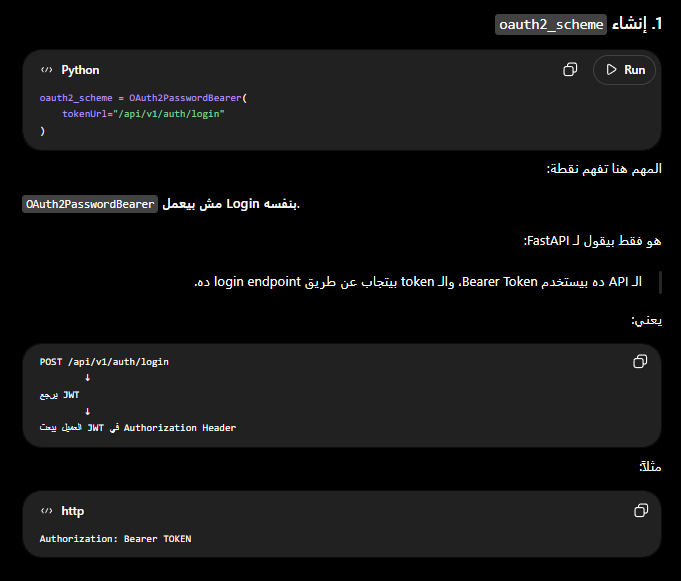 1. إنشاء oauth2_scheme
Python
Run
oauth2_scheme = OAuth2PasswordBearer(
    tokenUrl="/api/v1/auth/login"
)
المهم هنا تفهم نقطة:
OAuth2PasswordBearer مش بيعمل Login بنفسه.
هو فقط بيقول لـ FastAPI:
الـ API ده بيستخدم Bearer Token، والـ token بيتجاب عن طريق login endpoint ده.
يعني:
POST /api/v1/auth/login
↓
يرجع JWT
↓
العميل يبعت JWT في Authorization Header
مثلًا:
http
Authorization: Bearer TOKEN